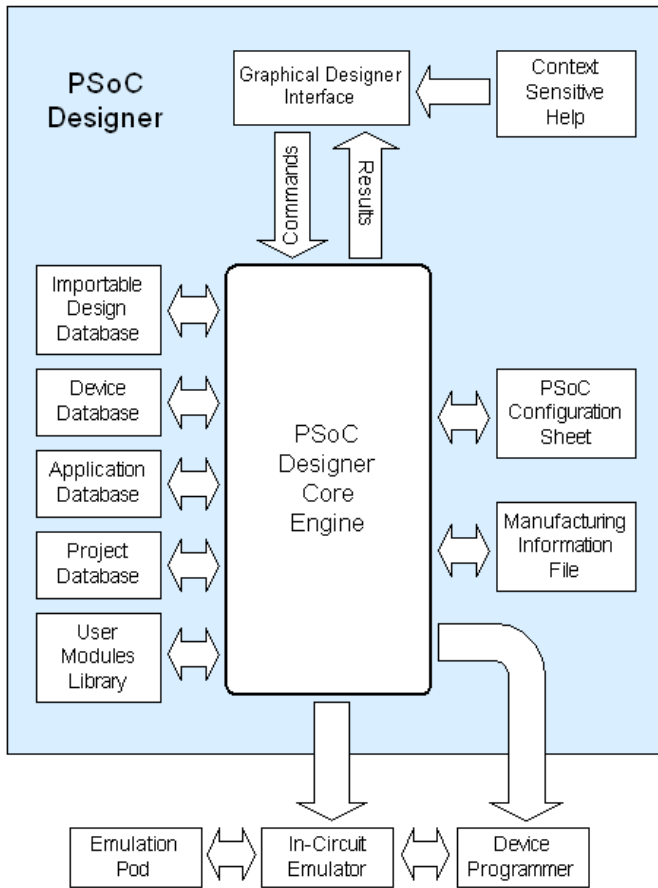 PSoC
Designer
Graphical Designer
Interface
Context
Sensitive
Help
Commands
Results
Importable
Design
Database
Device
Database
Application
Database
Project
Database
User
Modules
Library
PSoC
Designer
Core
Engine
PSoC
Configuration
Sheet
Manufacturing
Information
File
Emulation
Pod
In-Circuit
Emulator
Device
Programmer